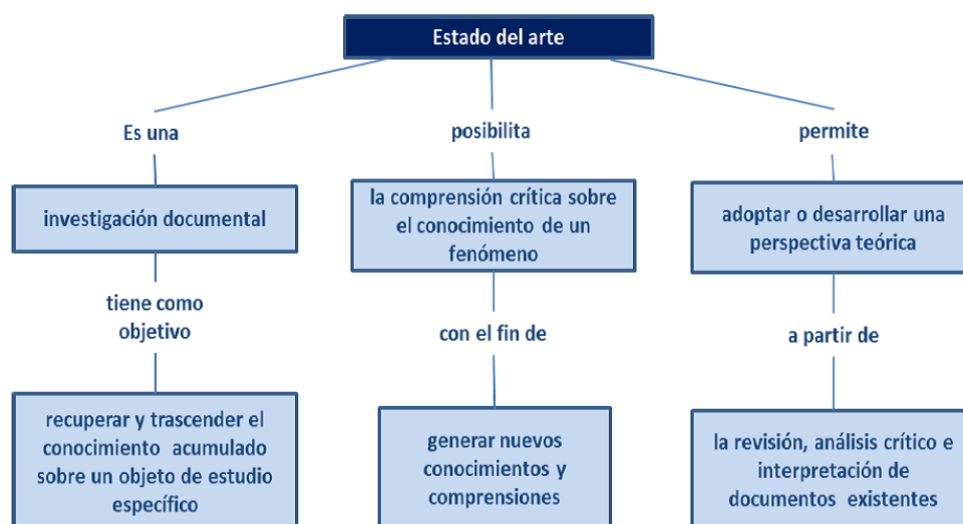 Estado del arte
Es una
posibilita
permite
investigación documental
la comprensión crítica sobre
el conocimiento de un
fenómeno
adoptar o desarrollar una
perspectiva teórica
tiene como
objetivo
con el fin de
a partir de
recuperar y trascender el
conocimiento acumulado
sobre un objeto de estudio
específico
generar nuevos
conocimientos y
comprensiones
la revisión, análisis crítico e
interpretación de
documentos existentes